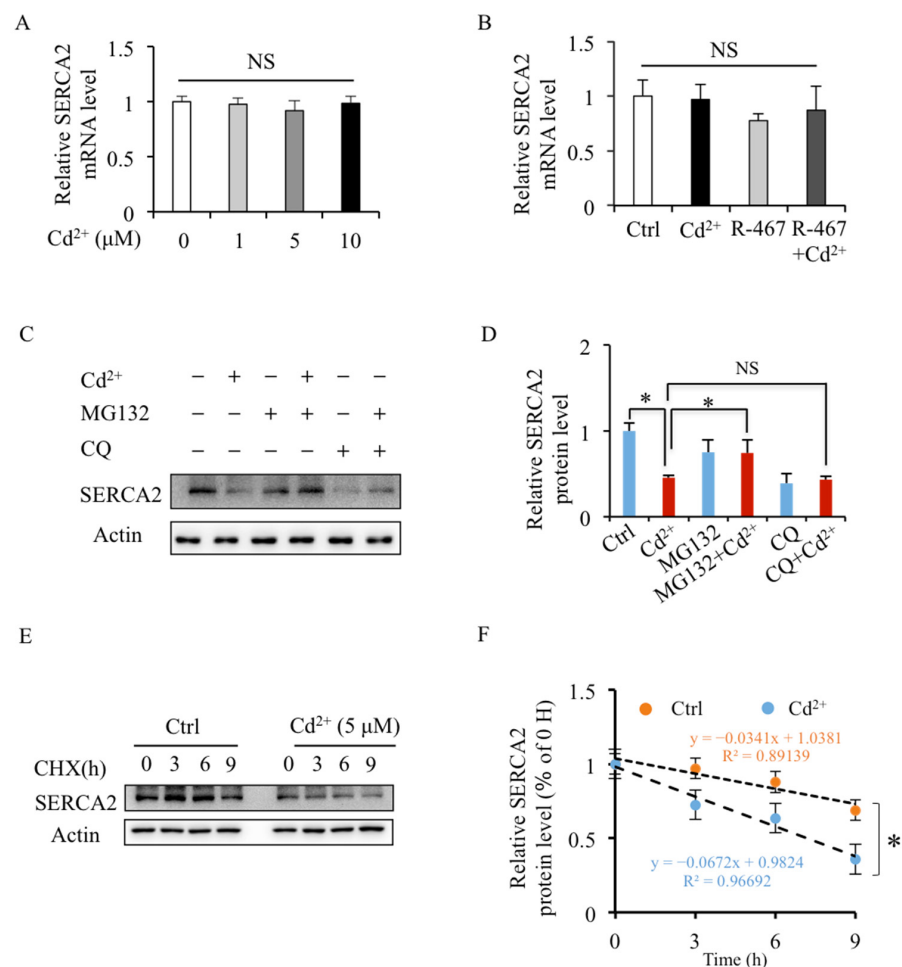 A
Relative SERCA2
mRNA level
1.5
1
0.5
0
NS
Cd²⁺ (μM)
0 1 5 10
B
Relative SERCA2
mRNA level
1.5
1
0.5
0
NS
Ctrl Cd²⁺ R-467 R-467
+Cd²⁺
C
Cd²⁺ − + − + − −
MG132 − − + + − +
CQ − − − − + +
SERCA2
Actin
D
Relative SERCA2
protein level
2
1
0
NS
* *
Ctrl
Cd²⁺
MG132
MG132+Cd²⁺
CQ
CQ+Cd²⁺
E
Ctrl Cd²⁺ (5 μM)
CHX(h) 0 3 6 9 0 3 6 9
SERCA2
Actin
F
Relative SERCA2
protein level (% of 0 H)
1.5
1
0.5
0
Ctrl Cd²⁺
y = −0.0341x + 1.0381
R² = 0.89139
*
y = −0.0672x + 0.9824
R² = 0.96692
0 3 6 9
Time (h)